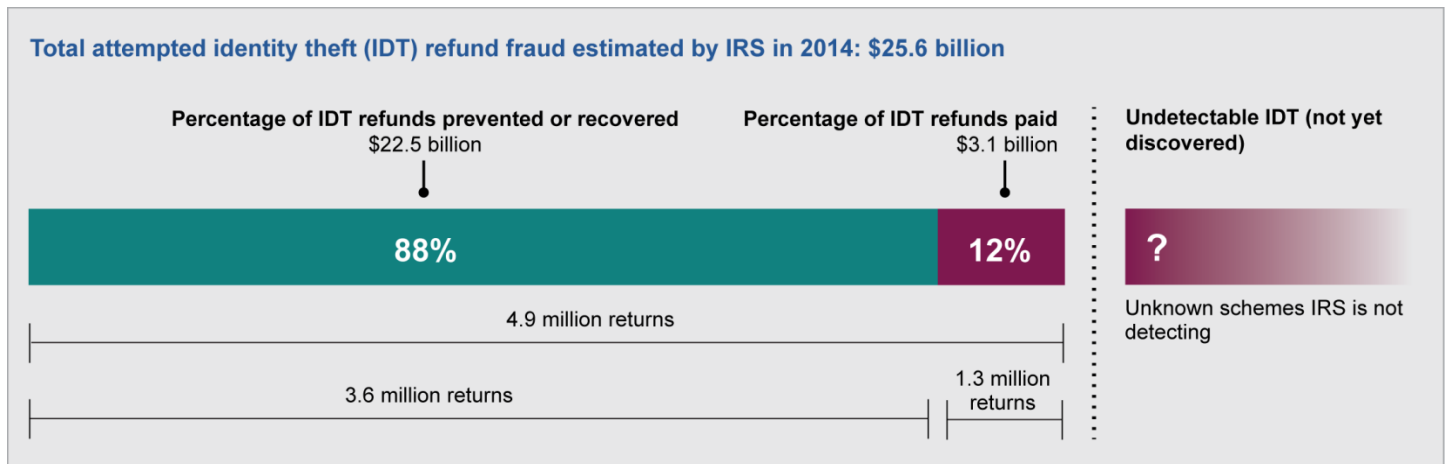 Total attempted identity theft (IDT) refund fraud estimated by IRS in 2014: $25.6 billion
Percentage of IDT refunds prevented or recovered
$22.5 billion
Percentage of IDT refunds paid
$3.1 billion
Undetectable IDT (not yet
discovered)
88%
12%
?
Unknown schemes IRS is not
detecting
4.9 million returns
3.6 million returns
1.3 million
returns